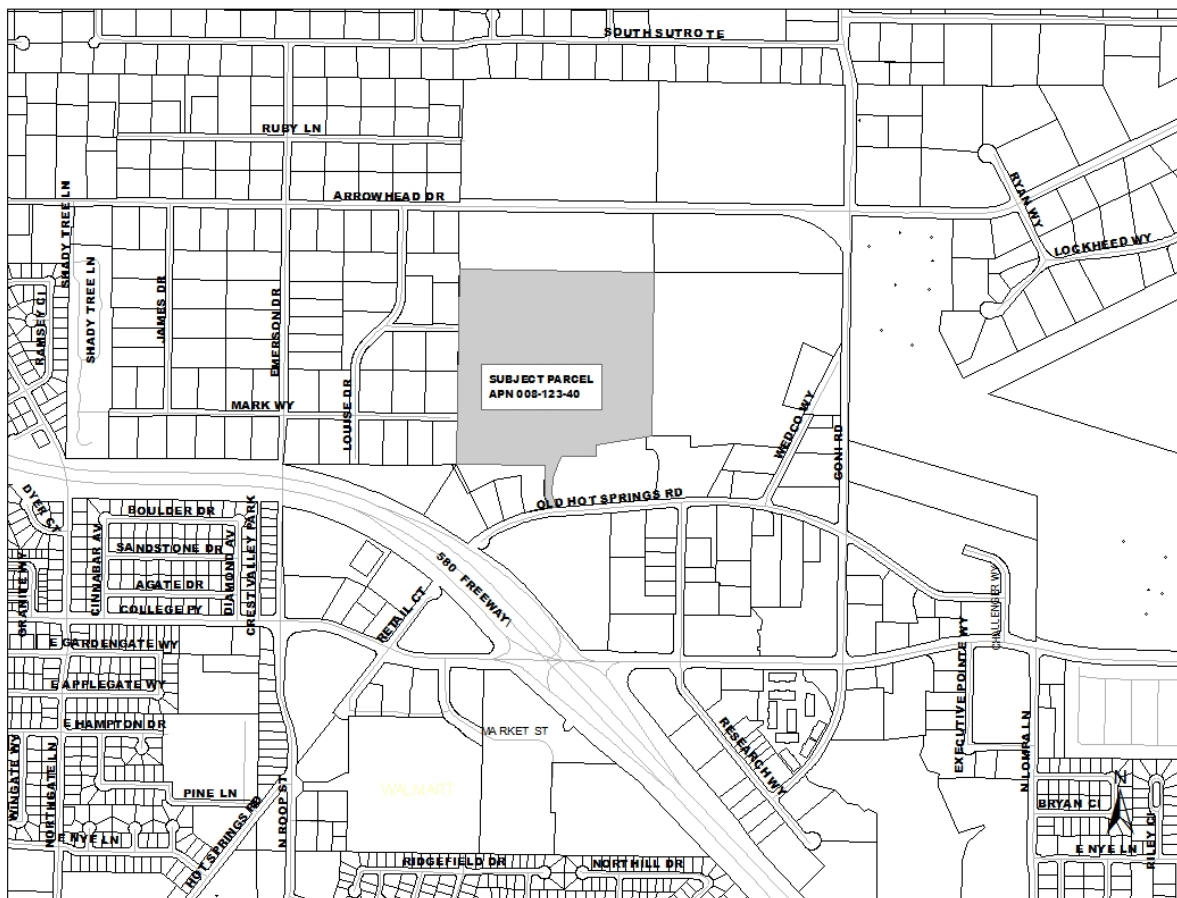 SOUTH SUTRO TE
RUBY LN
RYAN WY
ARROWHEAD DR
SHADY TREE LN
LOCKHEED WY
SHADY TREE LN
RAMSEY CI
JAMES DR
EMERSON DR
SUBJECT PARCEL
APN 008-123-40
LOUISE DR
MARK WY
WEDCO WY
GONI RD
OLD HOT SPRINGS RD
DYER CT
BOULDER DR
CREST VALLEY PARK
CINNABAR AV
SANDSTONE DR
DIAMOND AV
580 FREEWAY
GRANITE WY
AGATE DR
COLLEGE PY
RETAIL CT
CHALLENGER WY
E GARDENGATE WY
EXECUTIVE POINTE WY
E APPLEGATE WY
E HAMPTON DR
MARKET ST
RESEARCH WY
N LOMPA LN
WINGATE WY
NORTHGATE LN
PINE LN
WALMART
N
HOT SPRINGS RD
N ROOP ST
BRYAN CI
RILEY CI
E NYE LN
E NYE LN
RIDGEFIELD DR
NORTHILL DR